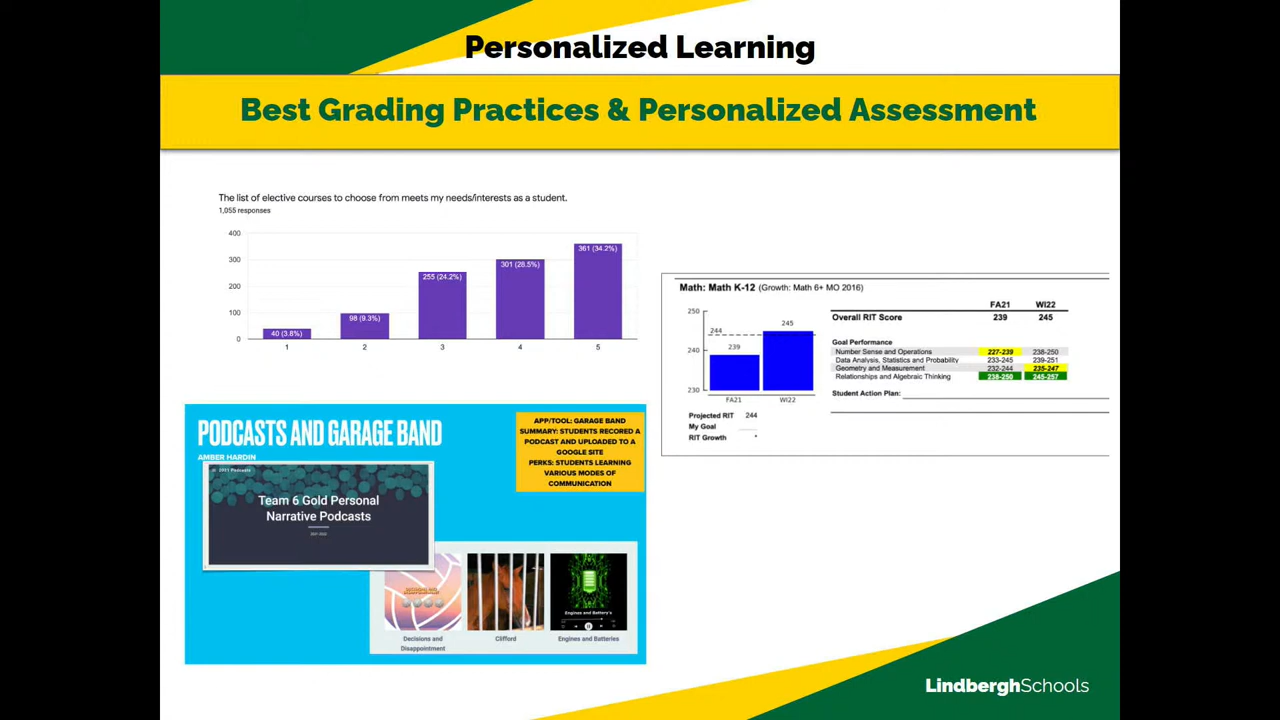 Personalized Learning
Best Grading Practices & Personalized Assessment
The list of elective courses to choose from meets my needs/interests as a student.
1,055 responses
400
300
200
100
0
40 (3.8%)
98 (9.3%)
255 (24.2%)
301 (28.5%)
361 (34.2%)
1 2 3 4 5
Math: Math K-12 (Growth: Math 6+ MO 2016)
250
240
230
244
239
245
FA21 WI22
Projected RIT 244
My Goal
RIT Growth *
FA21 WI22
Overall RIT Score 239 245
Goal Performance
Number Sense and Operations 227-239 238-250
Data Analysis, Statistics and Probability 233-245 239-251
Geometry and Measurement 232-244 235-247
Relationships and Algebraic Thinking 238-250 245-257
Student Action Plan:
PODCASTS AND GARAGE BAND
AMBER HARDIN
APP/TOOL: GARAGE BAND
SUMMARY: STUDENTS RECORED A
PODCAST AND UPLOADED TO A
GOOGLE SITE
PERKS: STUDENTS LEARNING
VARIOUS MODES OF
COMMUNICATION
2021 Podcasts
Team 6 Gold Personal
Narrative Podcasts
2021-2022
Decisions and
Disappointment
Clifford
Engines and Battery's
Engines and Batteries
LindberghSchools